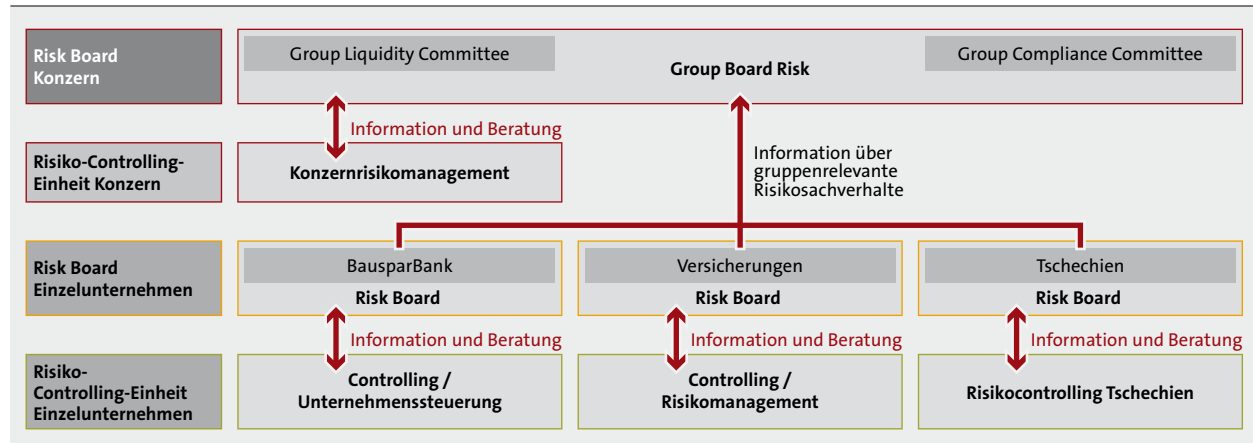 Risk Board
Konzern
Group Liquidity Committee
Group Board Risk
Group Compliance Committee
Information und Beratung
Risiko-Controlling-
Einheit Konzern
Konzernrisikomanagement
Information über
gruppenrelevante
Risikosachverhalte
Risk Board
Einzelunternehmen
BausparBank
Risk Board
Versicherungen
Risk Board
Tschechien
Risk Board
Information und Beratung
Information und Beratung
Information und Beratung
Risiko-
Controlling-Einheit
Einzelunternehmen
Controlling /
Unternehmenssteuerung
Controlling /
Risikomanagement
Risikocontrolling Tschechien